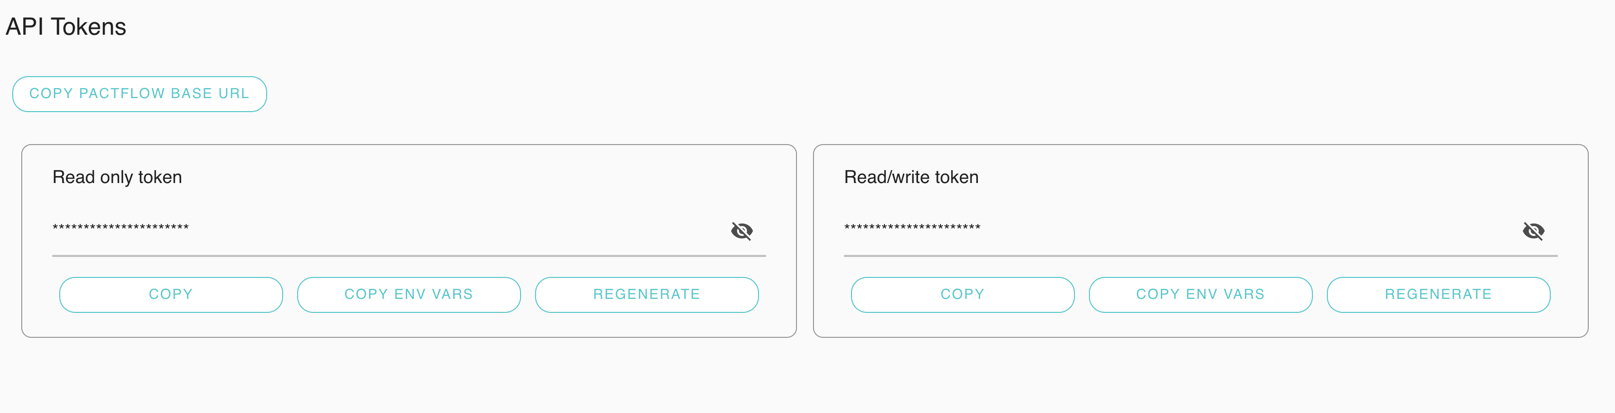 API Tokens
COPY PACTFLOW BASE URL
Read only token
**********************
COPY
COPY ENV VARS
REGENERATE
Read/write token
**********************
COPY
COPY ENV VARS
REGENERATE